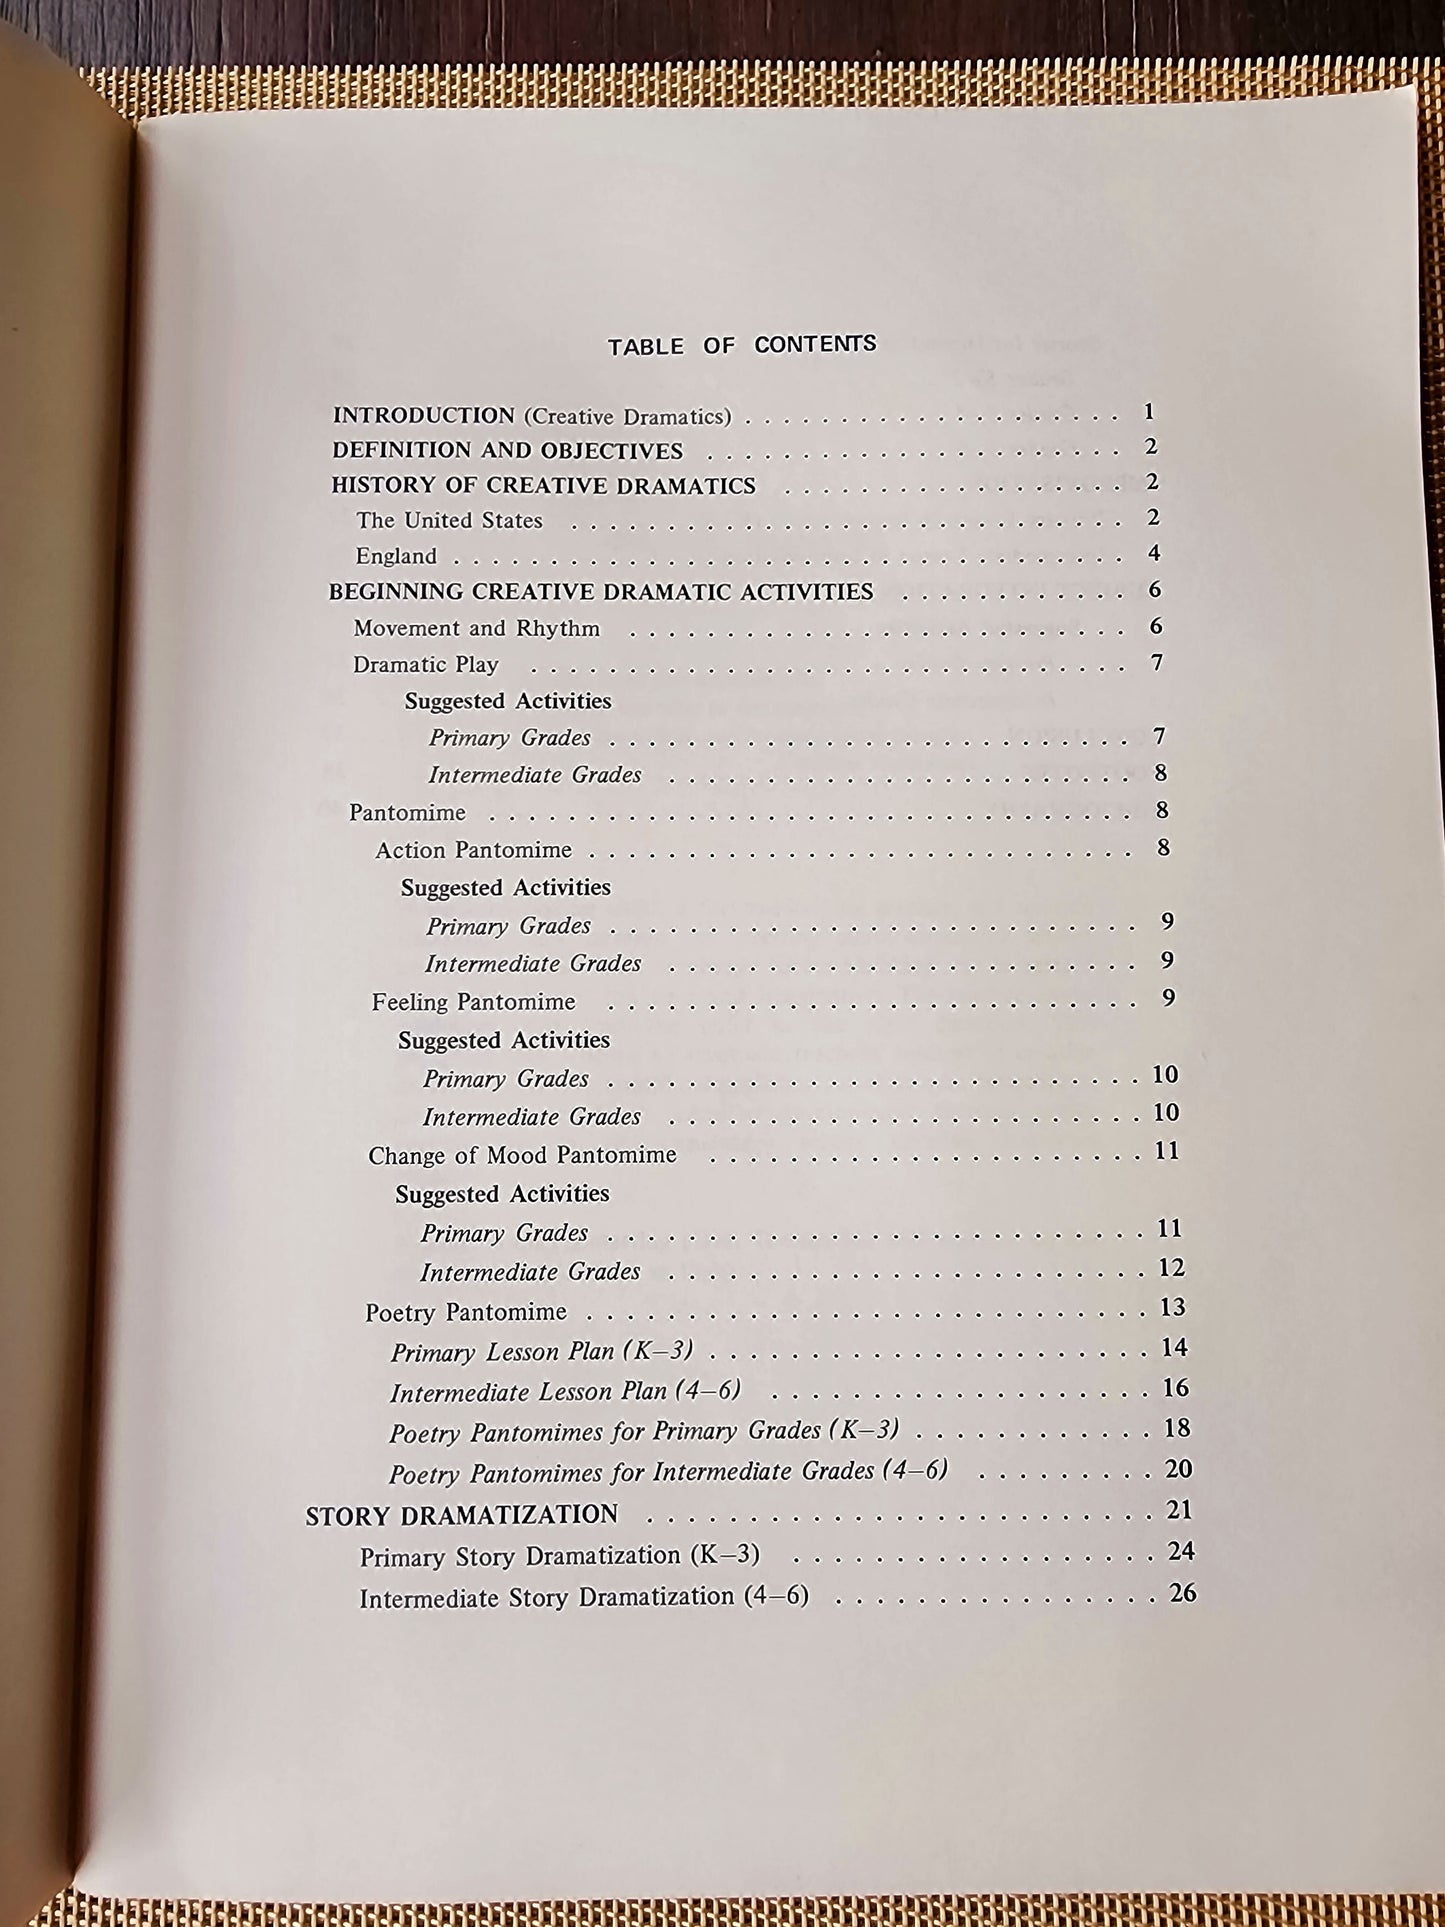 TABLE OF CONTENTS
INTRODUCTION (Creative Dramatics) . . . . . . . . . . . . . . . . . . . 1
DEFINITION AND OBJECTIVES . . . . . . . . . . . . . . . . . . . . . 2
HISTORY OF CREATIVE DRAMATICS . . . . . . . . . . . . . . . . . 2
The United States . . . . . . . . . . . . . . . . . . . . . . . . . . . . 2
England . . . . . . . . . . . . . . . . . . . . . . . . . . . . . . . . . . 4
BEGINNING CREATIVE DRAMATIC ACTIVITIES . . . . . . . . . . . . 6
Movement and Rhythm . . . . . . . . . . . . . . . . . . . . . . . . . 6
Dramatic Play . . . . . . . . . . . . . . . . . . . . . . . . . . . . . . 7
Suggested Activities
Primary Grades . . . . . . . . . . . . . . . . . . . . . . . . . . . 7
Intermediate Grades . . . . . . . . . . . . . . . . . . . . . . . . 8
Pantomime . . . . . . . . . . . . . . . . . . . . . . . . . . . . . . . . . 8
Action Pantomime . . . . . . . . . . . . . . . . . . . . . . . . . . . . 8
Suggested Activities
Primary Grades . . . . . . . . . . . . . . . . . . . . . . . . . . . 9
Intermediate Grades . . . . . . . . . . . . . . . . . . . . . . . . 9
Feeling Pantomime . . . . . . . . . . . . . . . . . . . . . . . . . . . 9
Suggested Activities
Primary Grades . . . . . . . . . . . . . . . . . . . . . . . . . . . 10
Intermediate Grades . . . . . . . . . . . . . . . . . . . . . . . . 10
Change of Mood Pantomime . . . . . . . . . . . . . . . . . . . . . . 11
Suggested Activities
Primary Grades . . . . . . . . . . . . . . . . . . . . . . . . . . . 11
Intermediate Grades . . . . . . . . . . . . . . . . . . . . . . . . 12
Poetry Pantomime . . . . . . . . . . . . . . . . . . . . . . . . . . . . 13
Primary Lesson Plan (K–3) . . . . . . . . . . . . . . . . . . . . . . 14
Intermediate Lesson Plan (4–6) . . . . . . . . . . . . . . . . . . . 16
Poetry Pantomimes for Primary Grades (K–3) . . . . . . . . . . . . 18
Poetry Pantomimes for Intermediate Grades (4–6) . . . . . . . . . 20
STORY DRAMATIZATION . . . . . . . . . . . . . . . . . . . . . . . . . 21
Primary Story Dramatization (K–3) . . . . . . . . . . . . . . . . . . 24
Intermediate Story Dramatization (4–6) . . . . . . . . . . . . . . . . 26